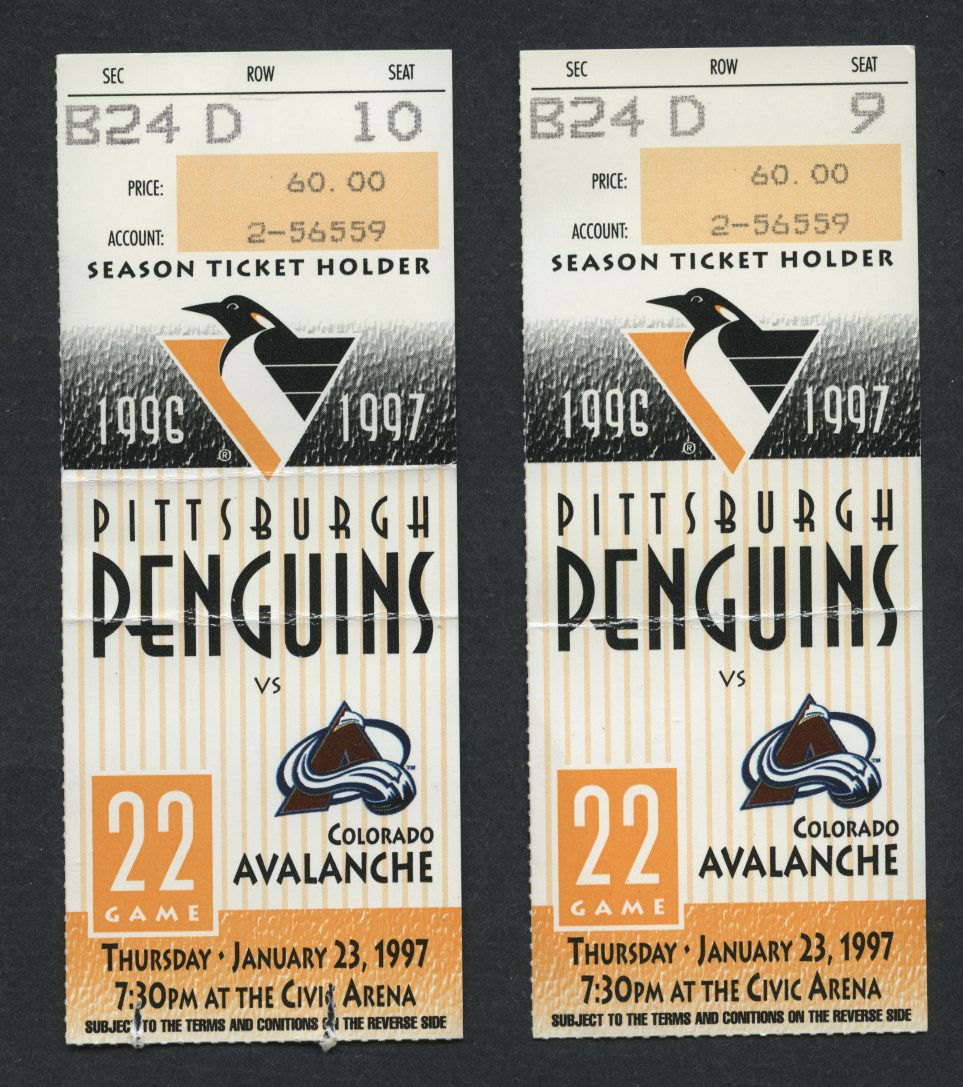 SEC ROW SEAT
B24 D 10
PRICE: 60.00
ACCOUNT: 2-56559
SEASON TICKET HOLDER
1996 1997
®
PITTSBURGH
PENGUINS
VS
TM
COLORADO
AVALANCHE
22
GAME
THURSDAY · JANUARY 23, 1997
7:30PM AT THE CIVIC ARENA
SUBJECT TO THE TERMS AND CONITIONS ON THE REVERSE SIDE
SEC ROW SEAT
B24 D 9
PRICE: 60.00
ACCOUNT: 2-56559
SEASON TICKET HOLDER
1996 1997
®
PITTSBURGH
PENGUINS
VS
TM
COLORADO
AVALANCHE
22
GAME
THURSDAY · JANUARY 23, 1997
7:30PM AT THE CIVIC ARENA
SUBJECT TO THE TERMS AND CONITIONS ON THE REVERSE SIDE